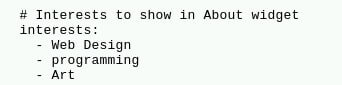 # Interests to show in About widget
interests:
  - Web Design
  - programming
  - Art